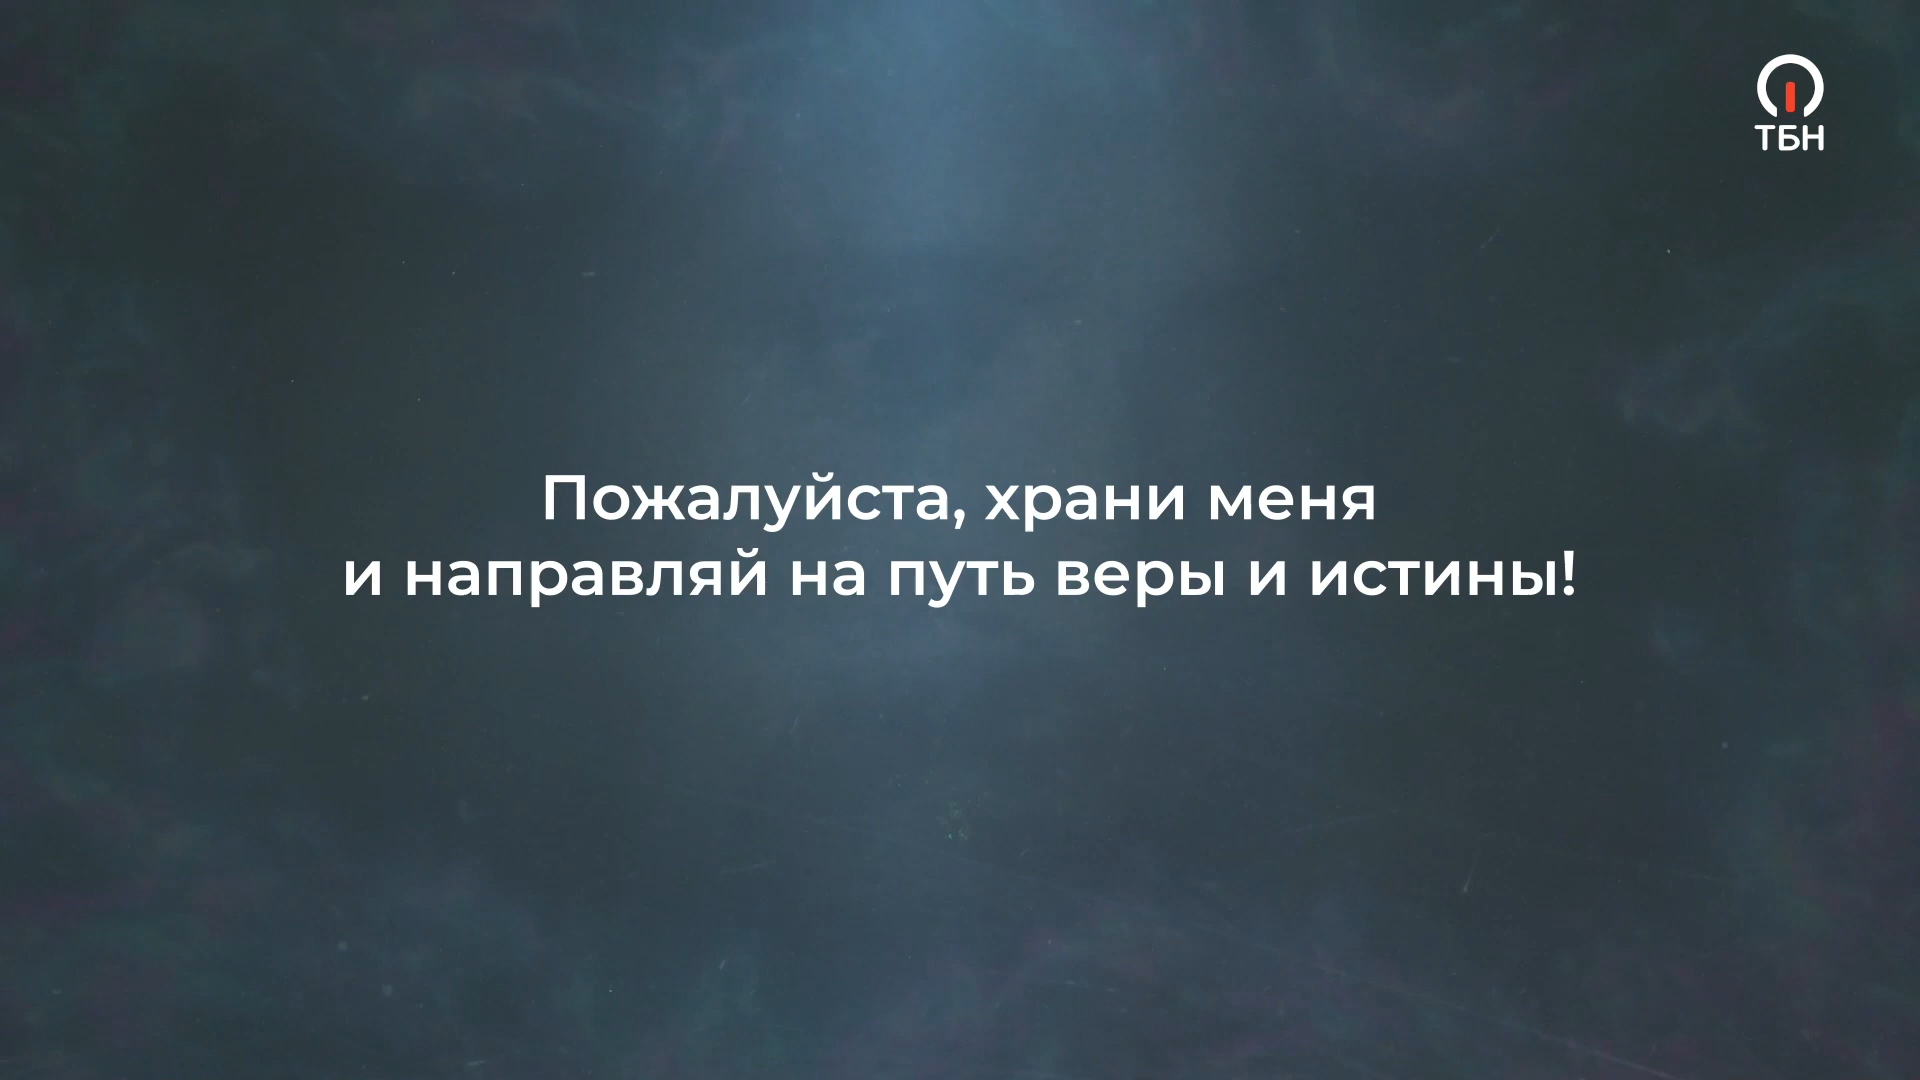 ТБН
Пожалуйста, храни меня
и направляй на путь веры и истины!